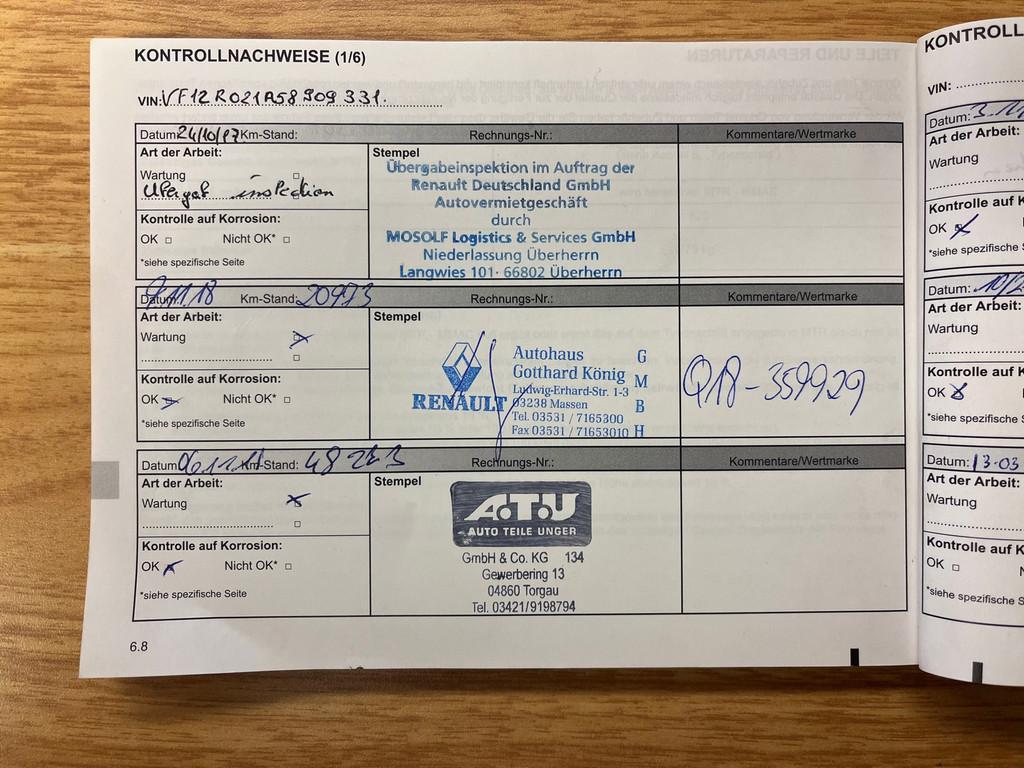 KONTROLLNACHWEISE (1/6)
VIN: VF12R021A58909331.
Datum: 24/10/17 Km-Stand: Rechnungs-Nr.: Kommentare/Wertmarke
Art der Arbeit:
Wartung
inspection
Kontrolle auf Korrosion:
OK Nicht OK*
*siehe spezifische Seite
Stempel
Übergabeinspektion im Auftrag der
Renault Deutschland GmbH
Autovermietgeschäft
durch
MOSOLF Logistics & Services GmbH
Niederlassung Überherrn
Langwies 101· 66802 Überherrn
Datum: 9.11.18 Km-Stand: 20973 Rechnungs-Nr.: Kommentare/Wertmarke
Art der Arbeit:
Wartung
Kontrolle auf Korrosion:
OK Nicht OK*
*siehe spezifische Seite
Stempel
RENAULT
Autohaus G
Gotthard König M
Ludwig-Erhard-Str. 1-3
03238 Massen B
Tel. 03531 / 7165300
Fax 03531 / 71653010 H
Q18-359929
Datum: Km-Stand: Rechnungs-Nr.: Kommentare/Wertmarke
Art der Arbeit:
Wartung
Kontrolle auf Korrosion:
OK Nicht OK*
*siehe spezifische Seite
Stempel
A.T.U
AUTO TEILE UNGER
GmbH & Co. KG 134
Gewerbering 13
04860 Torgau
Tel. 03421/9198794
6.8
KONTROLL
VIN:
Datum:
Art der Arbeit:
Wartung
Kontrolle auf K
OK
*siehe spezifische S
Datum:
Art der Arbeit:
Wartung
Kontrolle auf K
OK
*siehe spezifische
Datum: 13.03
Art der Arbeit:
Wartung
Kontrolle auf K
OK
*siehe spezifische S